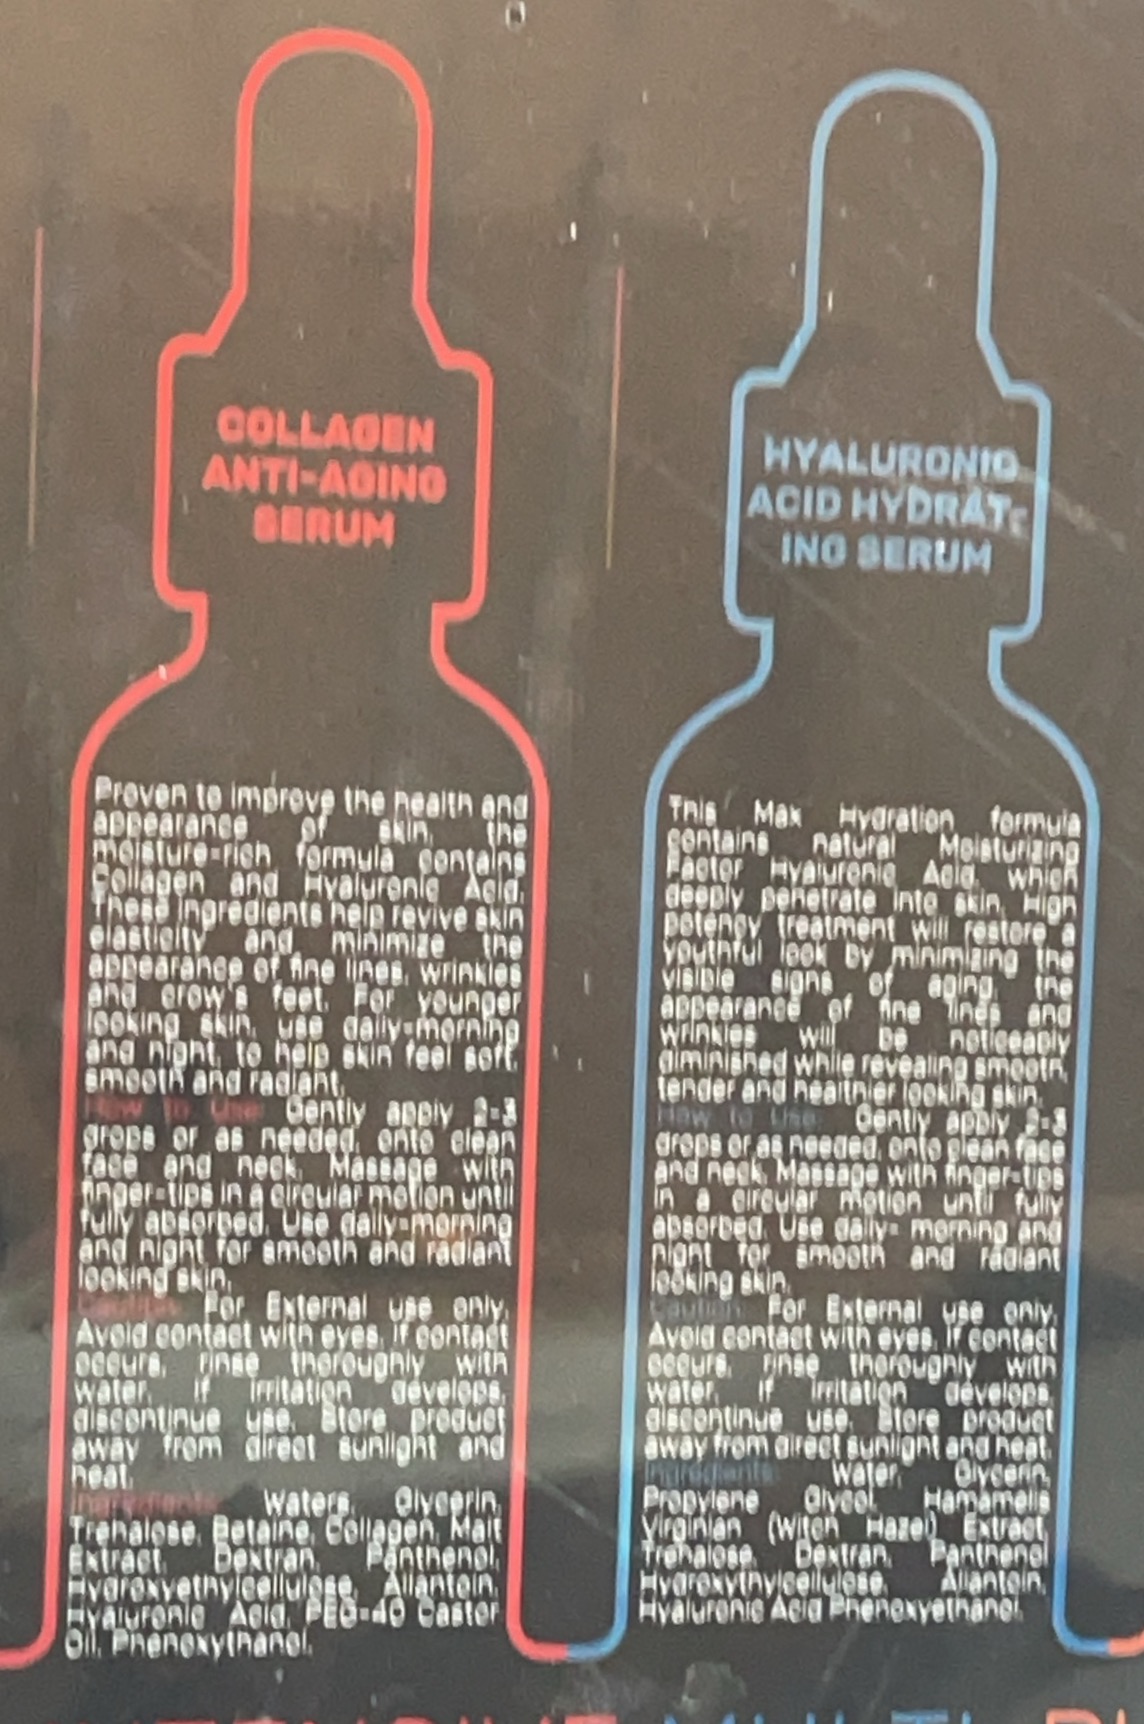 COLLAGEN
ANTI-AGING
SERUM
Proven to improve the health and
appearance of skin, the
moisture-rich formula contains
Collagen and Hyaluronic Acid.
These ingredients help revive skin
elasticity and minimize the
appearance of fine lines, wrinkles
and crow's feet. For younger
looking skin, use daily-morning
and night, to help skin feel soft,
smooth and radiant.
How to Use: Gently apply 2-3
drops or as needed, onto clean
face and neck. Massage with
finger-tips in a circular motion until
fully absorbed. Use daily-morning
and night for smooth and radiant
looking skin.
Caution: For External use only.
Avoid contact with eyes. If contact
occurs, rinse thoroughly with
water. If irritation develops,
discontinue use. Store product
away from direct sunlight and
heat.
Ingredients: Waters, Glycerin,
Trehalose, Betaine, Collagen, Malt
Extract, Dextran, Panthenol,
Hydroxyethylcellulose, Allantoin,
Hyaluronic Acid, PEG-40 Castor
Oil, Phenoxythanol.
HYALURONIC
ACID HYDRAT-
ING SERUM
This Max Hydration formula
contains natural Moisturizing
Factor Hyaluronic Acid, which
deeply penetrate into skin. High
potency treatment will restore a
youthful look by minimizing the
visible signs of aging, the
appearance of fine lines and
wrinkles will be noticeably
diminished while revealing smooth,
tender and healthier looking skin.
How to Use: Gently apply 2-3
drops or as needed, onto clean face
and neck. Massage with finger-tips
in a circular motion until fully
absorbed. Use daily- morning and
night for smooth and radiant
looking skin.
Caution: For External use only.
Avoid contact with eyes. If contact
occurs, rinse thoroughly with
water. If irritation develops,
discontinue use. Store product
away from direct sunlight and heat.
Ingredients: Water, Glycerin,
Propylene Glycol, Hamamelis
Virginian (Witch Hazel) Extract,
Trehalose, Dextran, Panthenol
Hydroxythylcellulose, Allantoin,
Hyaluronic Acid Phenoxyethanol.